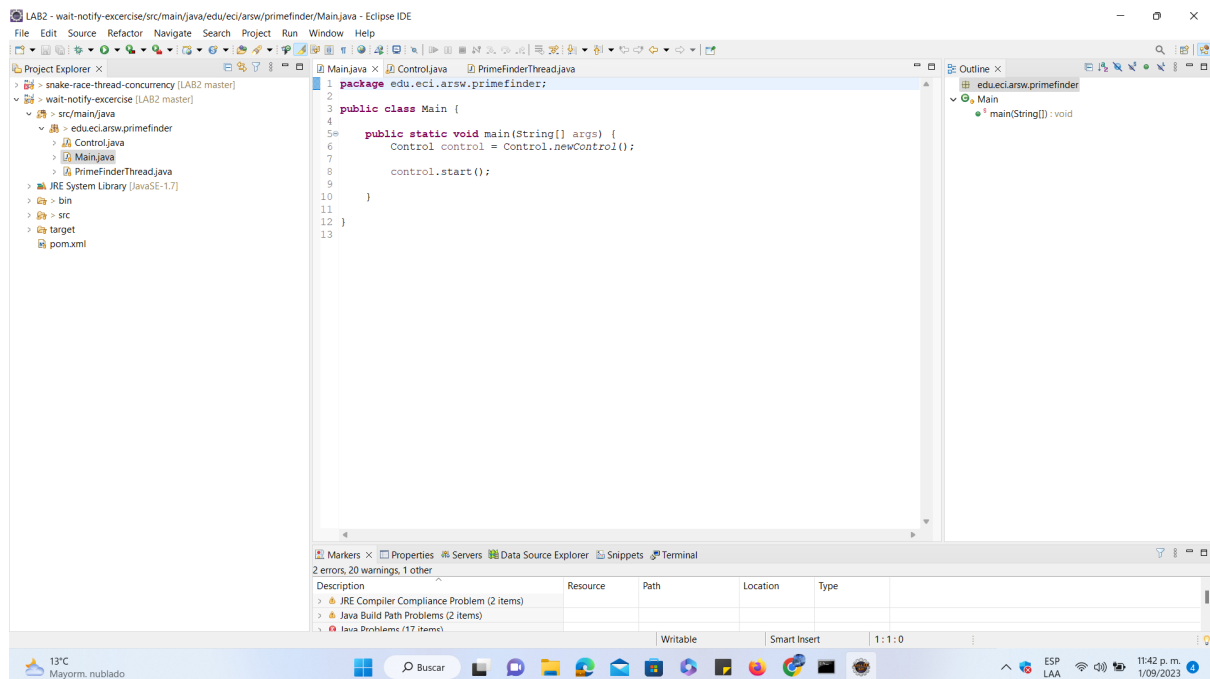 LAB2 - wait-notify-excercise/src/main/java/edu/eci/arsw/primefinder/Main.java - Eclipse IDE
File Edit Source Refactor Navigate Search Project Run Window Help
Project Explorer
> snake-race-thread-concurrency [LAB2 master]
> wait-notify-excercise [LAB2 master]
> src/main/java
> edu.eci.arsw.primefinder
Control.java
Main.java
PrimeFinderThread.java
JRE System Library [JavaSE-1.7]
> bin
> src
target
pom.xml
Main.java Control.java PrimeFinderThread.java
1 package edu.eci.arsw.primefinder;
2
3 public class Main {
4
5 public static void main(String[] args) {
6 Control control = Control.newControl();
7
8 control.start();
9
10 }
11
12 }
13
Outline
edu.eci.arsw.primefinder
Main
main(String[]) : void
Markers Properties Servers Data Source Explorer Snippets Terminal
2 errors, 20 warnings, 1 other
Description Resource Path Location Type
JRE Compiler Compliance Problem (2 items)
Java Build Path Problems (2 items)
Java Problems (17 items)
Writable Smart Insert 1 : 1 : 0
13°C
Mayorm. nublado
Buscar
ESP
LAA
11:42 p. m.
1/09/2023
4